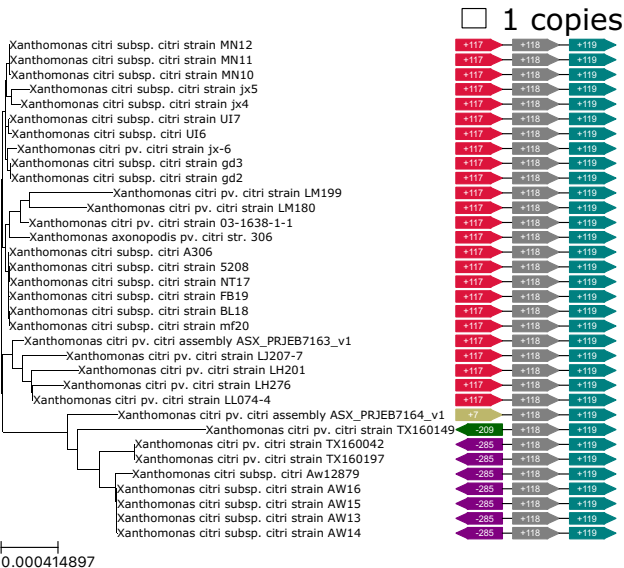 1 copies
Xanthomonas citri subsp. citri strain MN12 +117 +118 +119
Xanthomonas citri subsp. citri strain MN11 +117 +118 +119
Xanthomonas citri subsp. citri strain MN10 +117 +118 +119
Xanthomonas citri subsp. citri strain jx5 +117 +118 +119
Xanthomonas citri subsp. citri strain jx4 +117 +118 +119
Xanthomonas citri subsp. citri strain UI7 +117 +118 +119
Xanthomonas citri subsp. citri UI6 +117 +118 +119
Xanthomonas citri pv. citri strain jx-6 +117 +118 +119
Xanthomonas citri subsp. citri strain gd3 +117 +118 +119
Xanthomonas citri subsp. citri strain gd2 +117 +118 +119
Xanthomonas citri pv. citri strain LM199 +117 +118 +119
Xanthomonas citri pv. citri strain LM180 +117 +118 +119
Xanthomonas citri pv. citri strain 03-1638-1-1 +117 +118 +119
Xanthomonas axonopodis pv. citri str. 306 +117 +118 +119
Xanthomonas citri subsp. citri A306 +117 +118 +119
Xanthomonas citri subsp. citri strain 5208 +117 +118 +119
Xanthomonas citri subsp. citri strain NT17 +117 +118 +119
Xanthomonas citri subsp. citri strain FB19 +117 +118 +119
Xanthomonas citri subsp. citri strain BL18 +117 +118 +119
Xanthomonas citri subsp. citri strain mf20 +117 +118 +119
Xanthomonas citri pv. citri assembly ASX_PRJEB7163_v1 +117 +118 +119
Xanthomonas citri pv. citri strain LJ207-7 +117 +118 +119
Xanthomonas citri pv. citri strain LH201 +117 +118 +119
Xanthomonas citri pv. citri strain LH276 +117 +118 +119
Xanthomonas citri pv. citri strain LL074-4 +117 +118 +119
Xanthomonas citri pv. citri assembly ASX_PRJEB7164_v1 +7 +118 +119
Xanthomonas citri pv. citri strain TX160149 -209 +118 +119
Xanthomonas citri pv. citri strain TX160042 -285 +118 +119
Xanthomonas citri pv. citri strain TX160197 -285 +118 +119
Xanthomonas citri subsp. citri Aw12879 -285 +118 +119
Xanthomonas citri subsp. citri strain AW16 -285 +118 +119
Xanthomonas citri subsp. citri strain AW15 -285 +118 +119
Xanthomonas citri subsp. citri strain AW13 -285 +118 +119
Xanthomonas citri subsp. citri strain AW14 -285 +118 +119
0.000414897